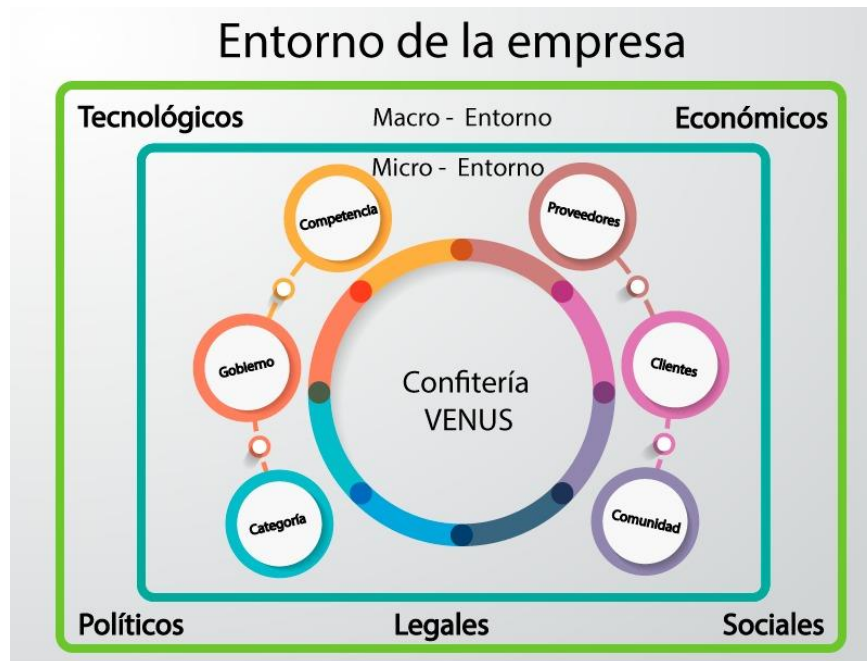 Entorno de la empresa
Tecnológicos
Macro - Entorno
Económicos
Micro - Entorno
Competencia
Proveedores
Gobierno
Clientes
Confitería
VENUS
Categoría
Comunidad
Políticos
Legales
Sociales